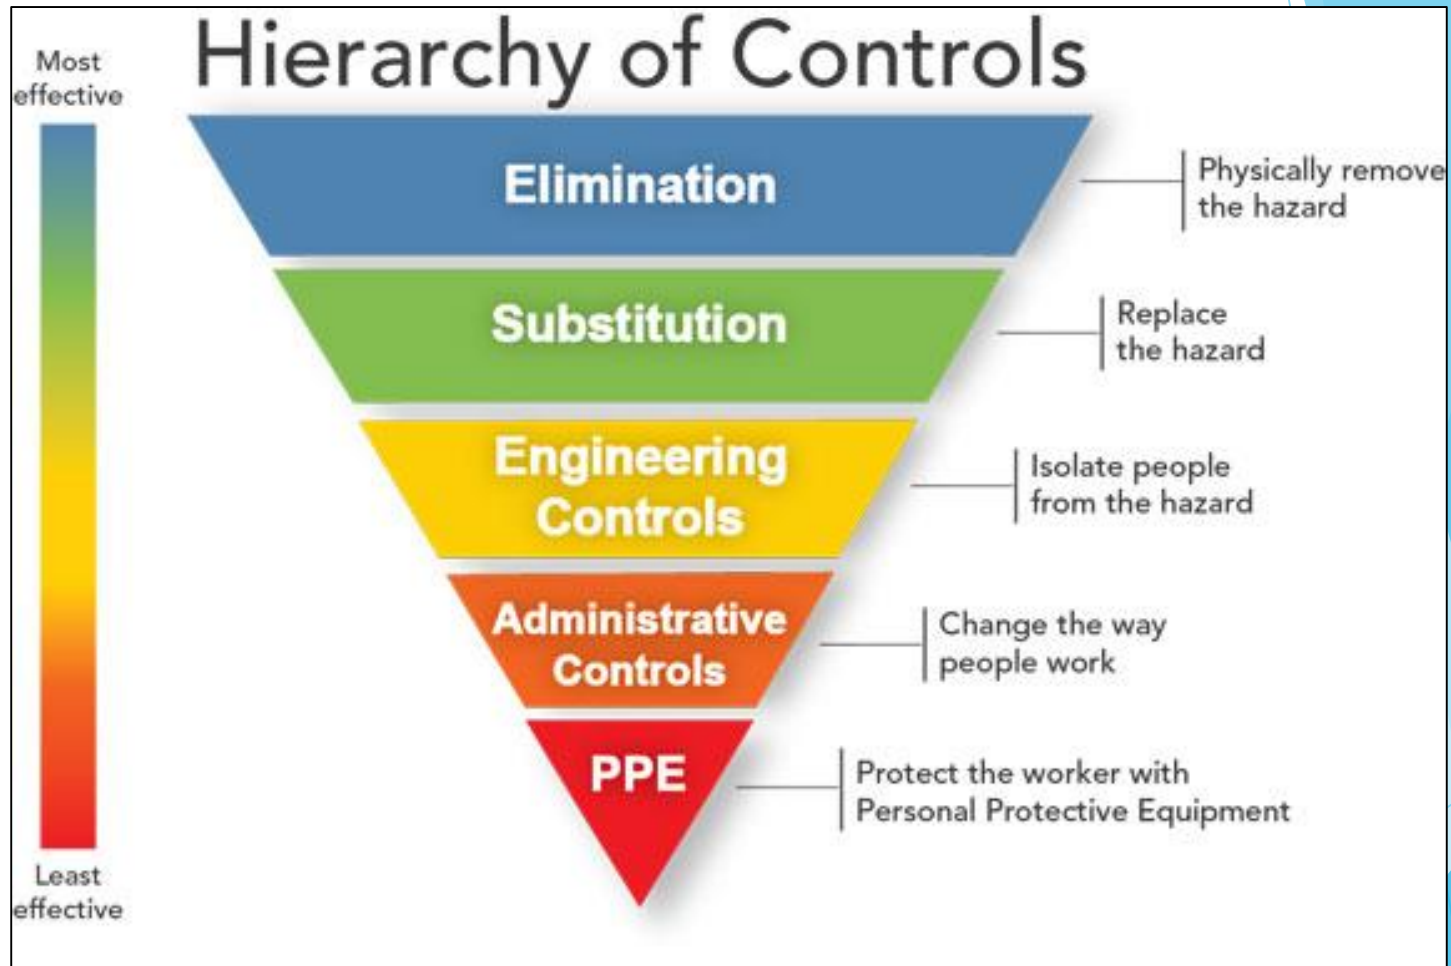 Hierarchy of Controls
Most
effective
Elimination
Physically remove
the hazard
Substitution
Replace
the hazard
Engineering
Controls
Isolate people
from the hazard
Administrative
Controls
Change the way
people work
PPE
Protect the worker with
Personal Protective Equipment
Least
effective